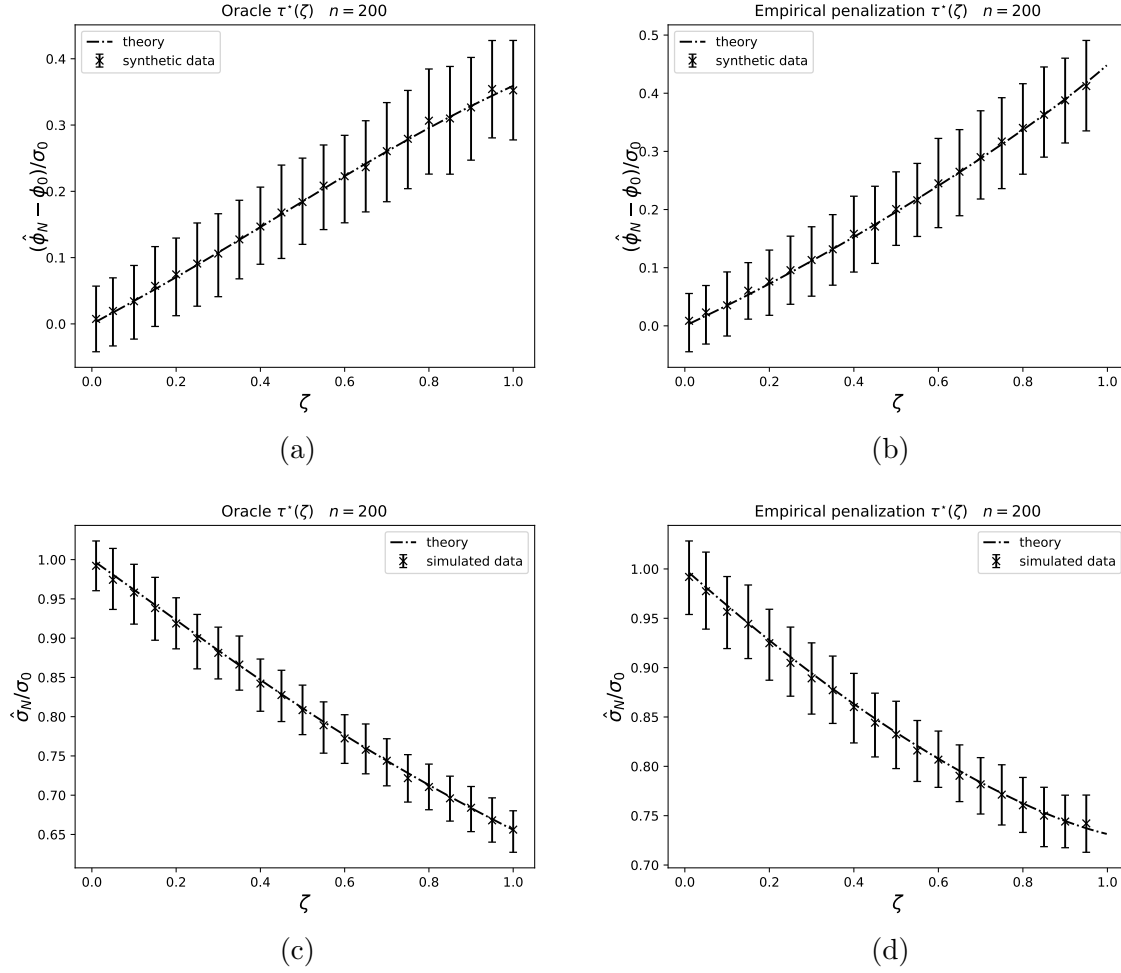 Oracle τ*(ζ) n = 200
(ϕ̂_N − ϕ_0)/σ_0
0.4
0.3
0.2
0.1
0.0
theory
synthetic data
0.0 0.2 0.4 0.6 0.8 1.0
ζ
(a)
Empirical penalization τ*(ζ) n = 200
(ϕ̂_N − ϕ_0)/σ_0
0.5
0.4
0.3
0.2
0.1
0.0
theory
synthetic data
0.0 0.2 0.4 0.6 0.8 1.0
ζ
(b)
Oracle τ*(ζ) n = 200
σ̂_N/σ_0
1.00
0.95
0.90
0.85
0.80
0.75
0.70
0.65
theory
simulated data
0.0 0.2 0.4 0.6 0.8 1.0
ζ
(c)
Empirical penalization τ*(ζ) n = 200
σ̂_N/σ_0
1.00
0.95
0.90
0.85
0.80
0.75
0.70
theory
simulated data
0.0 0.2 0.4 0.6 0.8 1.0
ζ
(d)